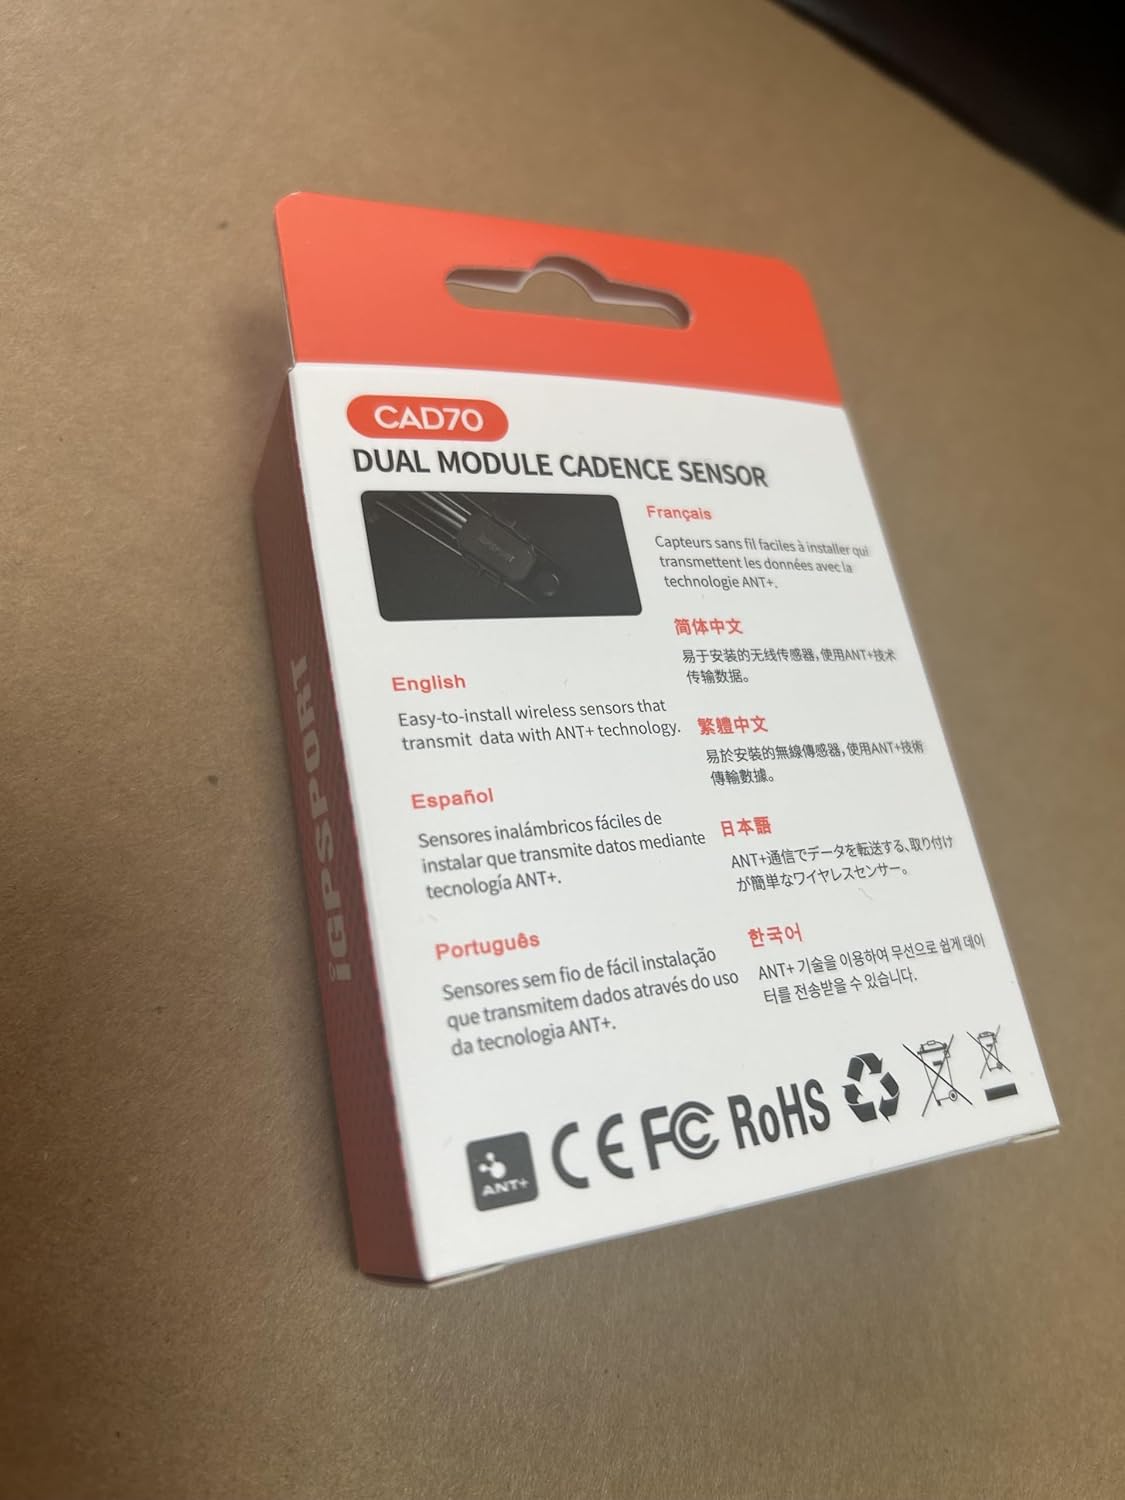 CAD70
DUAL MODULE CADENCE SENSOR
iGPSPORT
English
Easy-to-install wireless sensors that
transmit data with ANT+ technology.
Español
Sensores inalámbricos fáciles de
instalar que transmite datos mediante
tecnología ANT+.
Português
Sensores sem fio de fácil instalação
que transmitem dados através do uso
da tecnologia ANT+.
Français
Capteurs sans fil faciles à installer qui
transmettent les données avec la
technologie ANT+.
简体中文
易于安装的无线传感器，使用ANT+技术
传输数据。
繁體中文
易於安裝的無線傳感器，使用ANT+技術
傳輸數據。
日本語
ANT+通信でデータを転送する、取り付け
が簡単なワイヤレスセンサー。
한국어
ANT+ 기술을 이용하여 무선으로 쉽게 데이
터를 전송받을 수 있습니다.
ANT+ CE FC RoHS
iGPSPORT